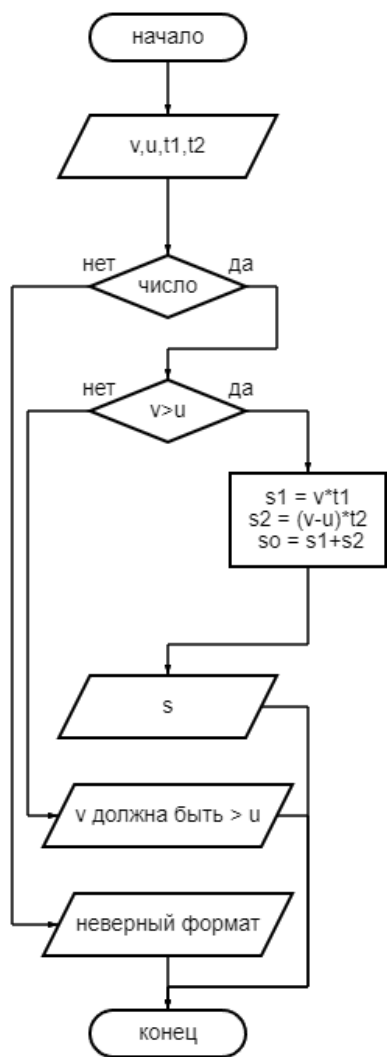 начало
v,u,t1,t2
нет
да
число
нет
да
v>u
s1 = v*t1
s2 = (v-u)*t2
so = s1+s2
s
v должна быть > u
неверный формат
конец